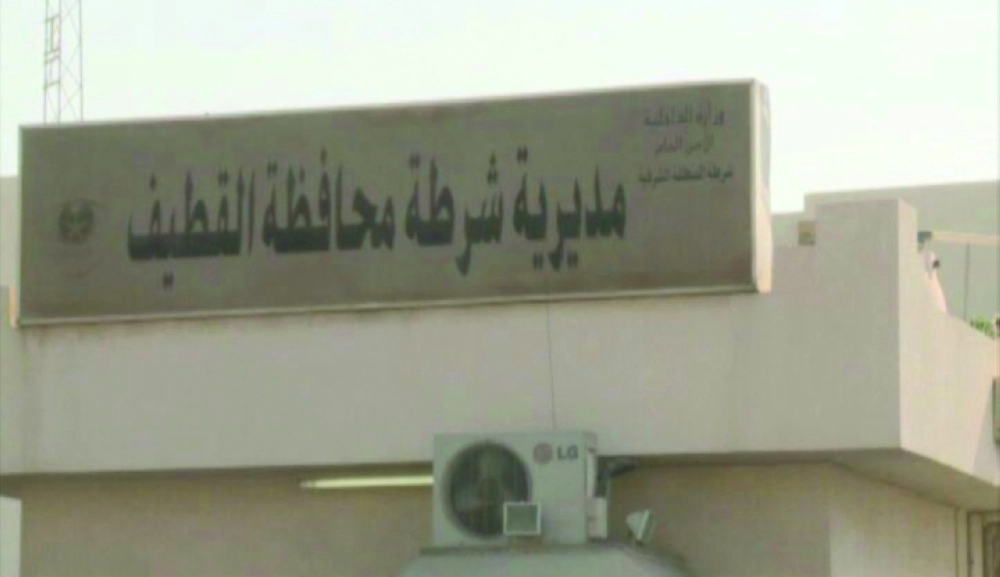 وزارة الداخلية
الأمن العام
شرطة المنطقة الشرقية
مديرية شرطة محافظة القطيف
LG